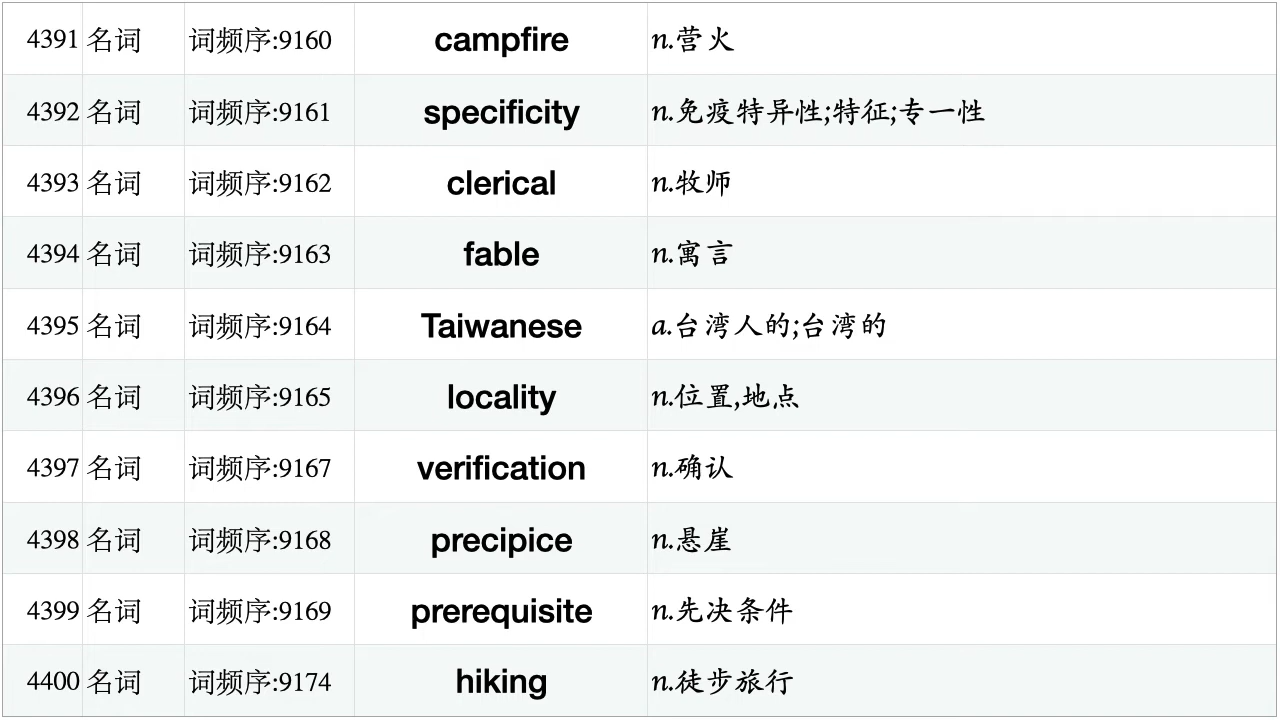 4391 名词 词频序:9160 campfire n.营火
4392 名词 词频序:9161 specificity n.免疫特异性;特征;专一性
4393 名词 词频序:9162 clerical n.牧师
4394 名词 词频序:9163 fable n.寓言
4395 名词 词频序:9164 Taiwanese a.台湾人的;台湾的
4396 名词 词频序:9165 locality n.位置,地点
4397 名词 词频序:9167 verification n.确认
4398 名词 词频序:9168 precipice n.悬崖
4399 名词 词频序:9169 prerequisite n.先决条件
4400 名词 词频序:9174 hiking n.徒步旅行